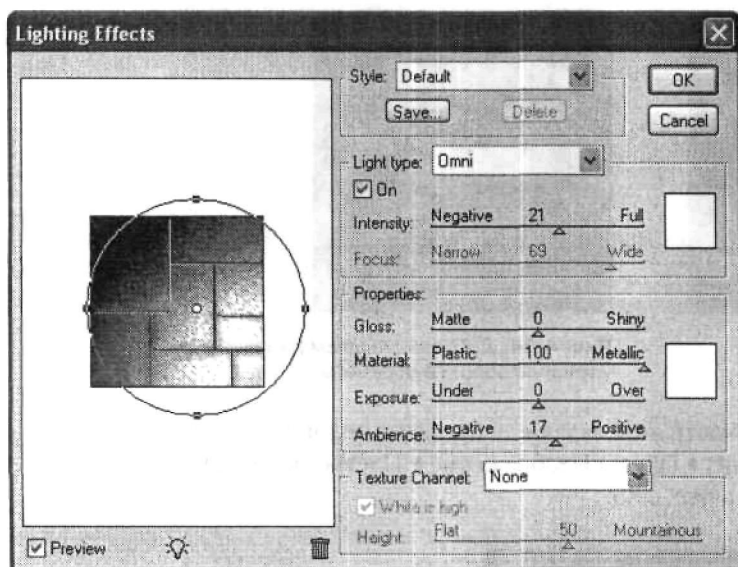 Lighting Effects
Style: Default
OK
Save...
Delete
Cancel
Light type: Omni
On
Intensity: Negative 21 Full
Focus: Narrow 69 Wide
Properties:
Gloss: Matte 0 Shiny
Material: Plastic 100 Metallic
Exposure: Under 0 Over
Ambience: Negative 17 Positive
Texture Channel: None
White is high
Height: Flat 50 Mountainous
Preview